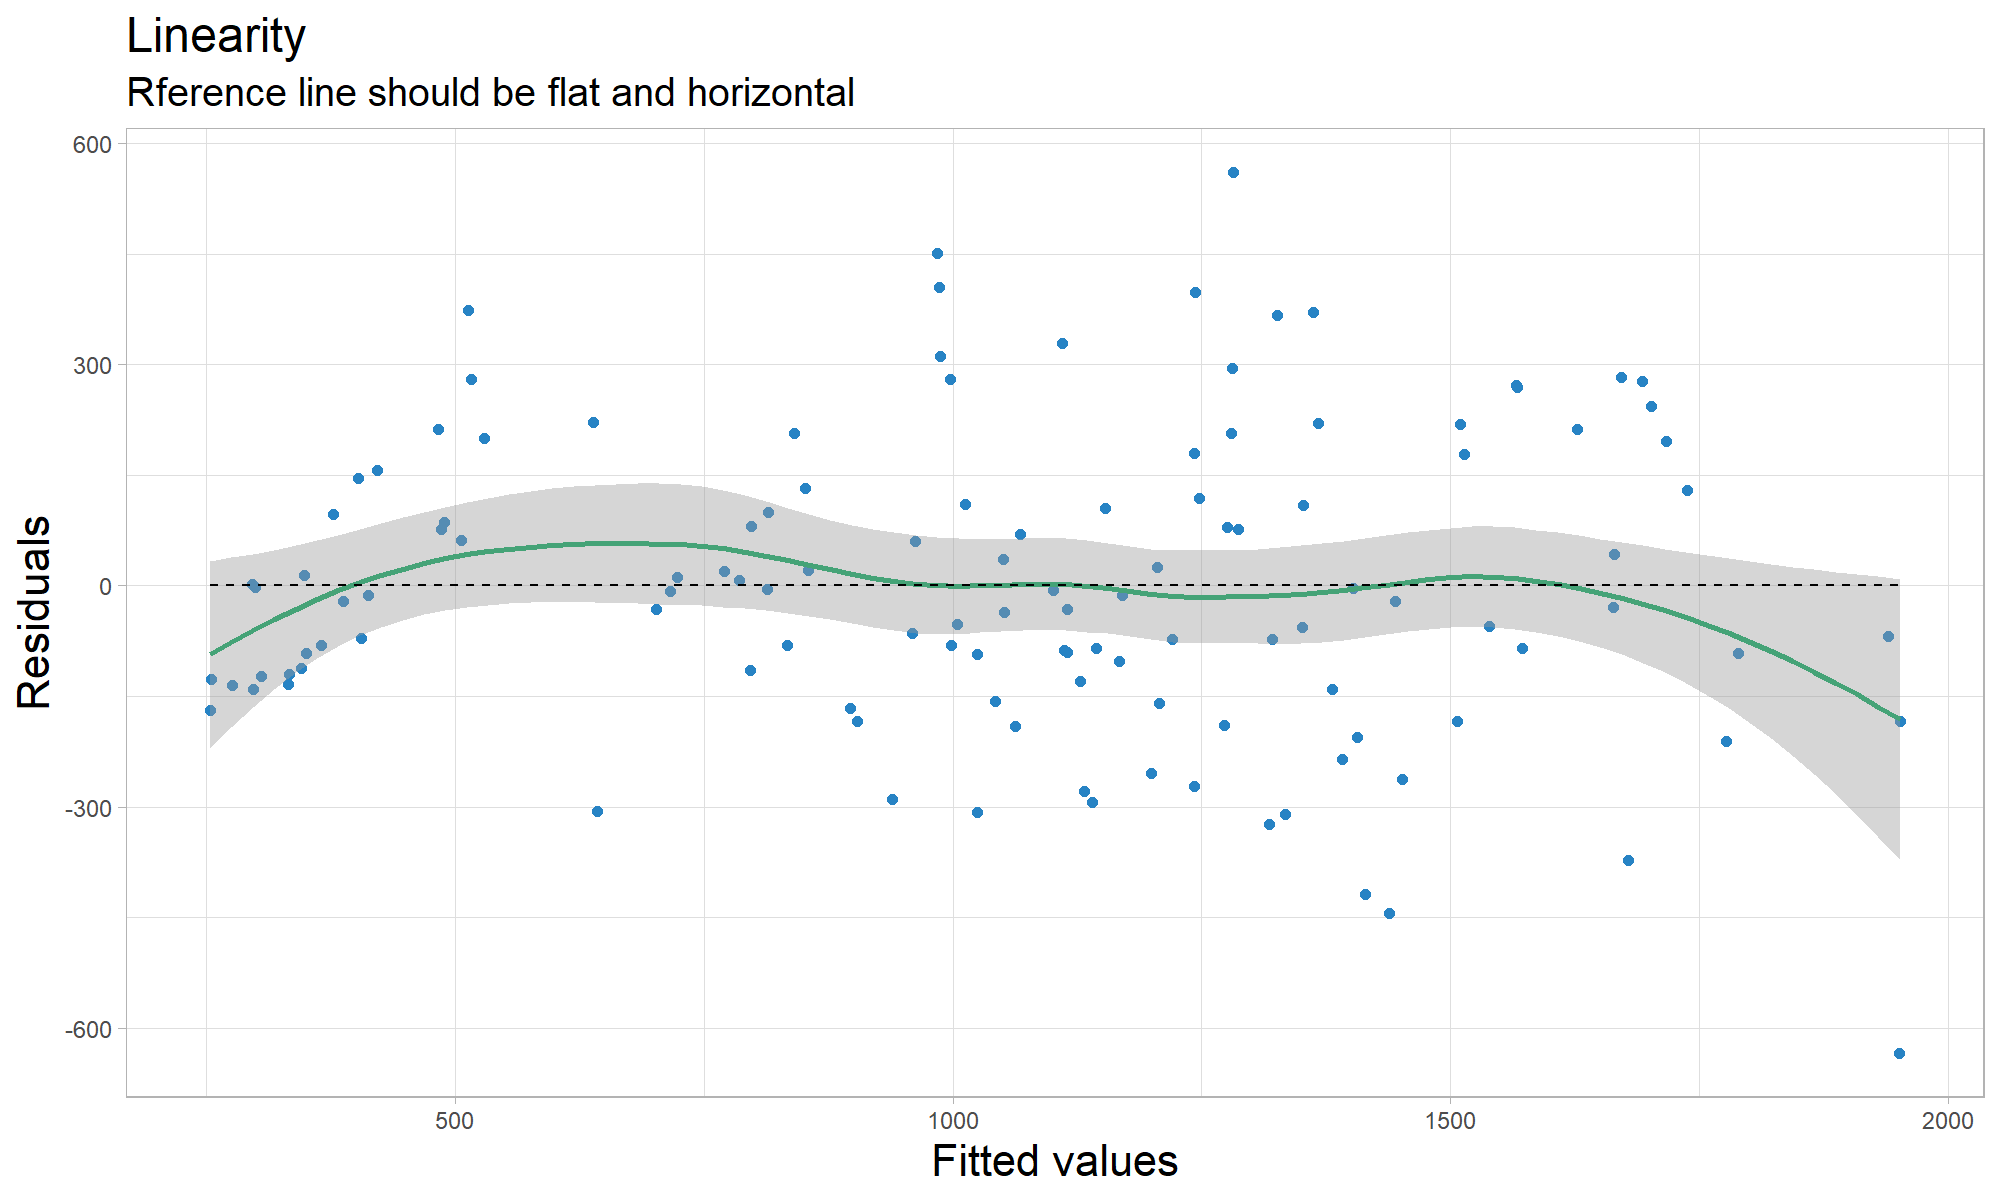 Linearity
Rference line should be flat and horizontal
600
300
0
-300
-600
Residuals
500
1000
1500
2000
Fitted values